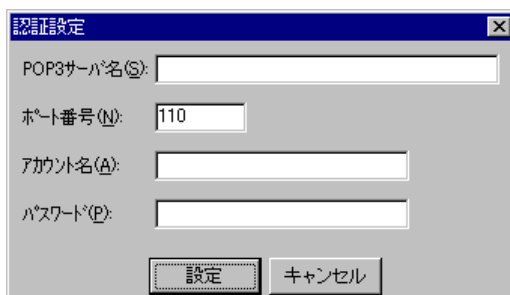 認証設定
POP3サーバ名(S):
ポート番号(N): 110
アカウント名(A):
パスワード(P):
設定 キャンセル